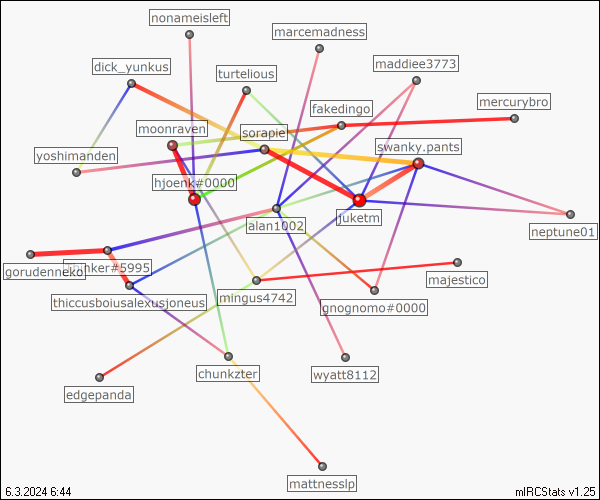 nonameisleft
marcemadness
dick_yunkus
turtelious
maddiee3773
fakedingo
mercurybro
moonraven
sorapie
swanky.pants
yoshimanden
hjoenk#0000
alan1002
juketm
neptune01
gorudenneko
#5995
majestico
thiccusboiusalexusjoneus
mingus4742
gnognomo#0000
chunkzter
wyatt8112
edgepanda
mattnesslp
6.3.2024 6:44
mIRCStats v1.25